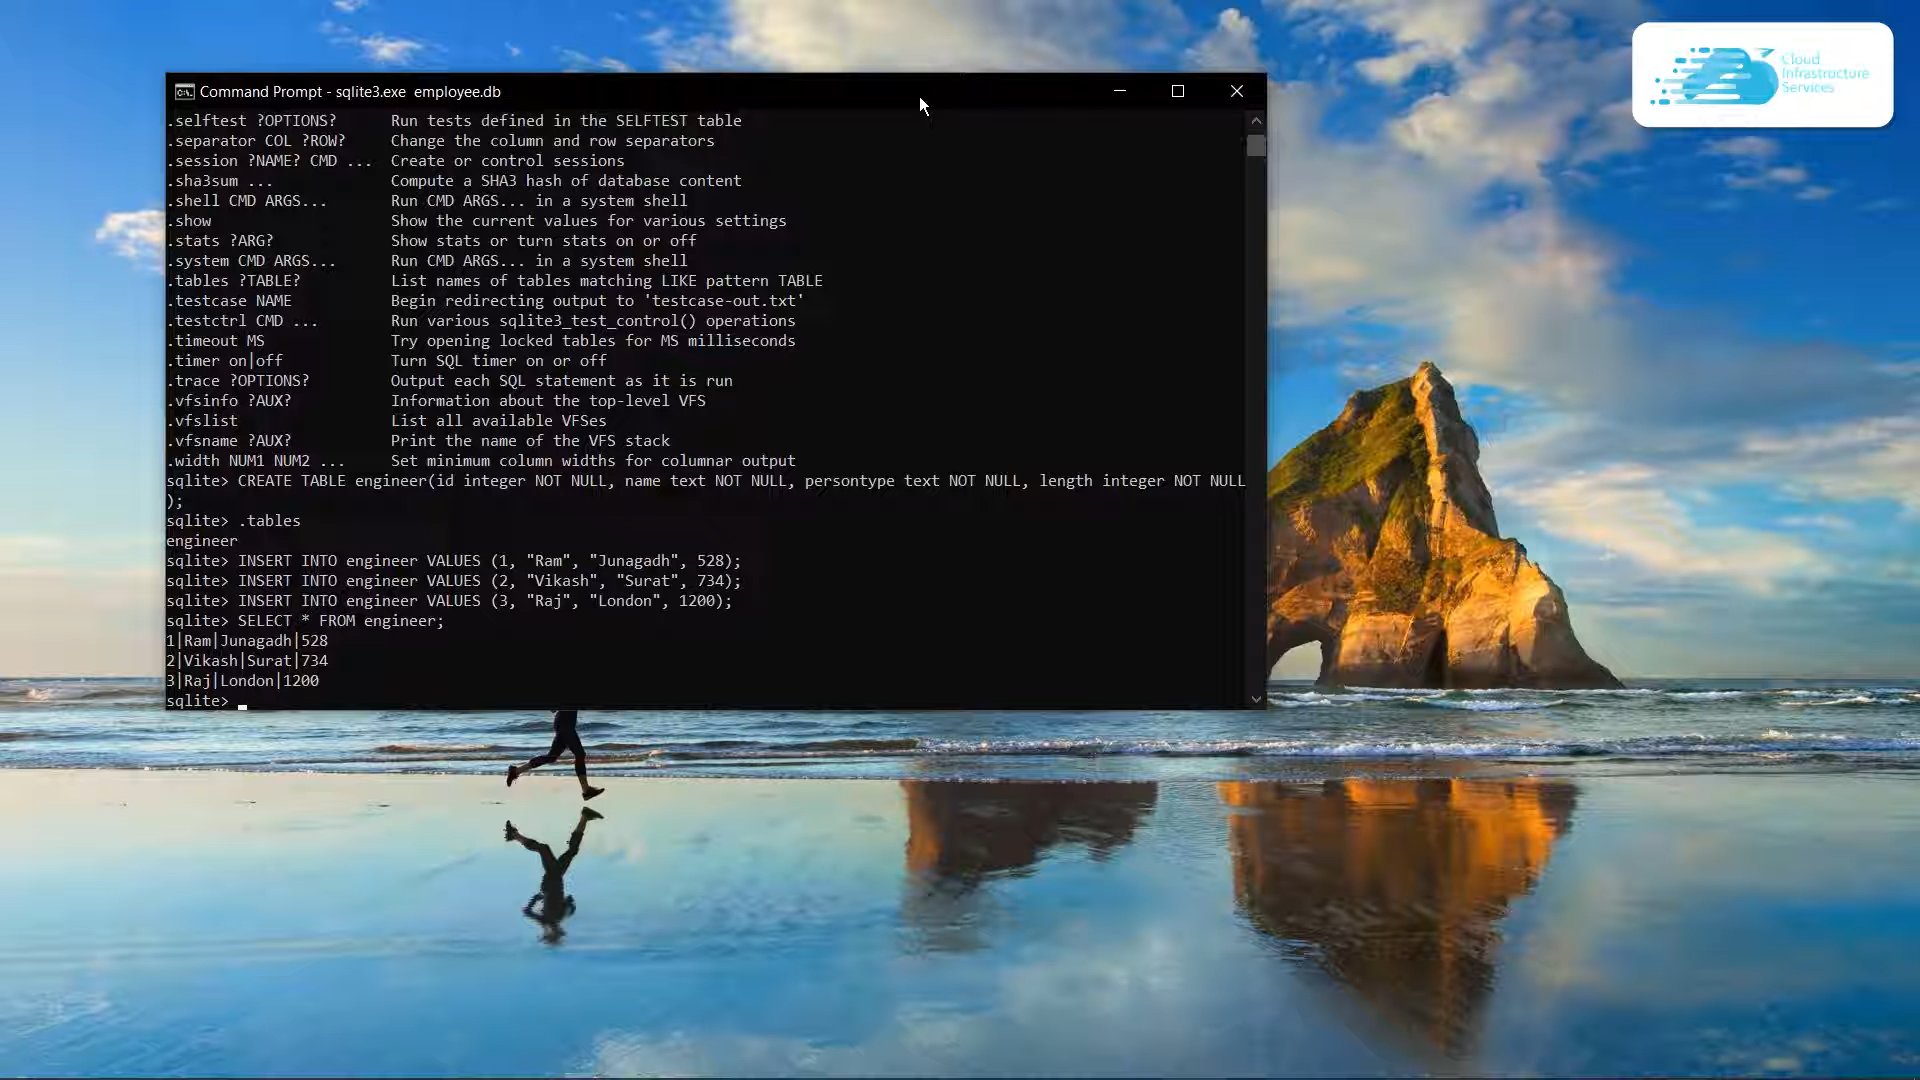 Command Prompt - sqlite3.exe  employee.db
.selftest ?OPTIONS?      Run tests defined in the SELFTEST table
.separator COL ?ROW?     Change the column and row separators
.session ?NAME? CMD ...  Create or control sessions
.sha3sum ...             Compute a SHA3 hash of database content
.shell CMD ARGS...       Run CMD ARGS... in a system shell
.show                    Show the current values for various settings
.stats ?ARG?             Show stats or turn stats on or off
.system CMD ARGS...      Run CMD ARGS... in a system shell
.tables ?TABLE?          List names of tables matching LIKE pattern TABLE
.testcase NAME           Begin redirecting output to 'testcase-out.txt'
.testctrl CMD ...        Run various sqlite3_test_control() operations
.timeout MS              Try opening locked tables for MS milliseconds
.timer on|off            Turn SQL timer on or off
.trace ?OPTIONS?         Output each SQL statement as it is run
.vfsinfo ?AUX?           Information about the top-level VFS
.vfslist                 List all available VFSes
.vfsname ?AUX?           Print the name of the VFS stack
.width NUM1 NUM2 ...     Set minimum column widths for columnar output
sqlite> CREATE TABLE engineer(id integer NOT NULL, name text NOT NULL, persontype text NOT NULL, length integer NOT NULL
);
sqlite> .tables
engineer
sqlite> INSERT INTO engineer VALUES (1, "Ram", "Junagadh", 528);
sqlite> INSERT INTO engineer VALUES (2, "Vikash", "Surat", 734);
sqlite> INSERT INTO engineer VALUES (3, "Raj", "London", 1200);
sqlite> SELECT * FROM engineer;
1|Ram|Junagadh|528
2|Vikash|Surat|734
3|Raj|London|1200
sqlite>
Cloud
Infrastructure
Services